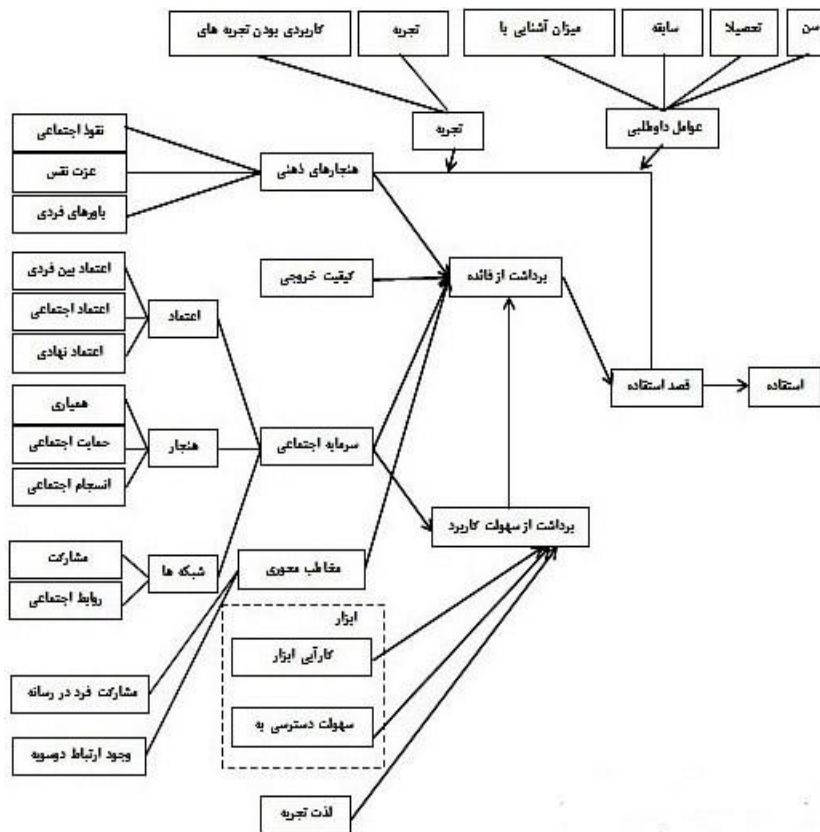 سن
تحصیلا
سابقه
میزان آشنایی با
تجربه
کاربردی بودن تجربه های
عوامل داوطلبی
تجربه
نفوذ اجتماعی
عزت نفس
باورهای فردی
هنجارهای ذهنی
کیفیت خروجی
برداشت از فائده
اعتماد بین فردی
اعتماد اجتماعی
اعتماد نهادی
اعتماد
قصد استفاده
استفاده
همیاری
حمایت اجتماعی
انسجام اجتماعی
هنجار
سرمایه اجتماعی
برداشت از سهولت کاربرد
مشارکت
روابط اجتماعی
شبکه ها
مخاطب محوری
ابزار
کارآیی ابزار
سهولت دسترسی به
مشارکت فرد در رسانه
وجود ارتباط دوسویه
لذت تجربه